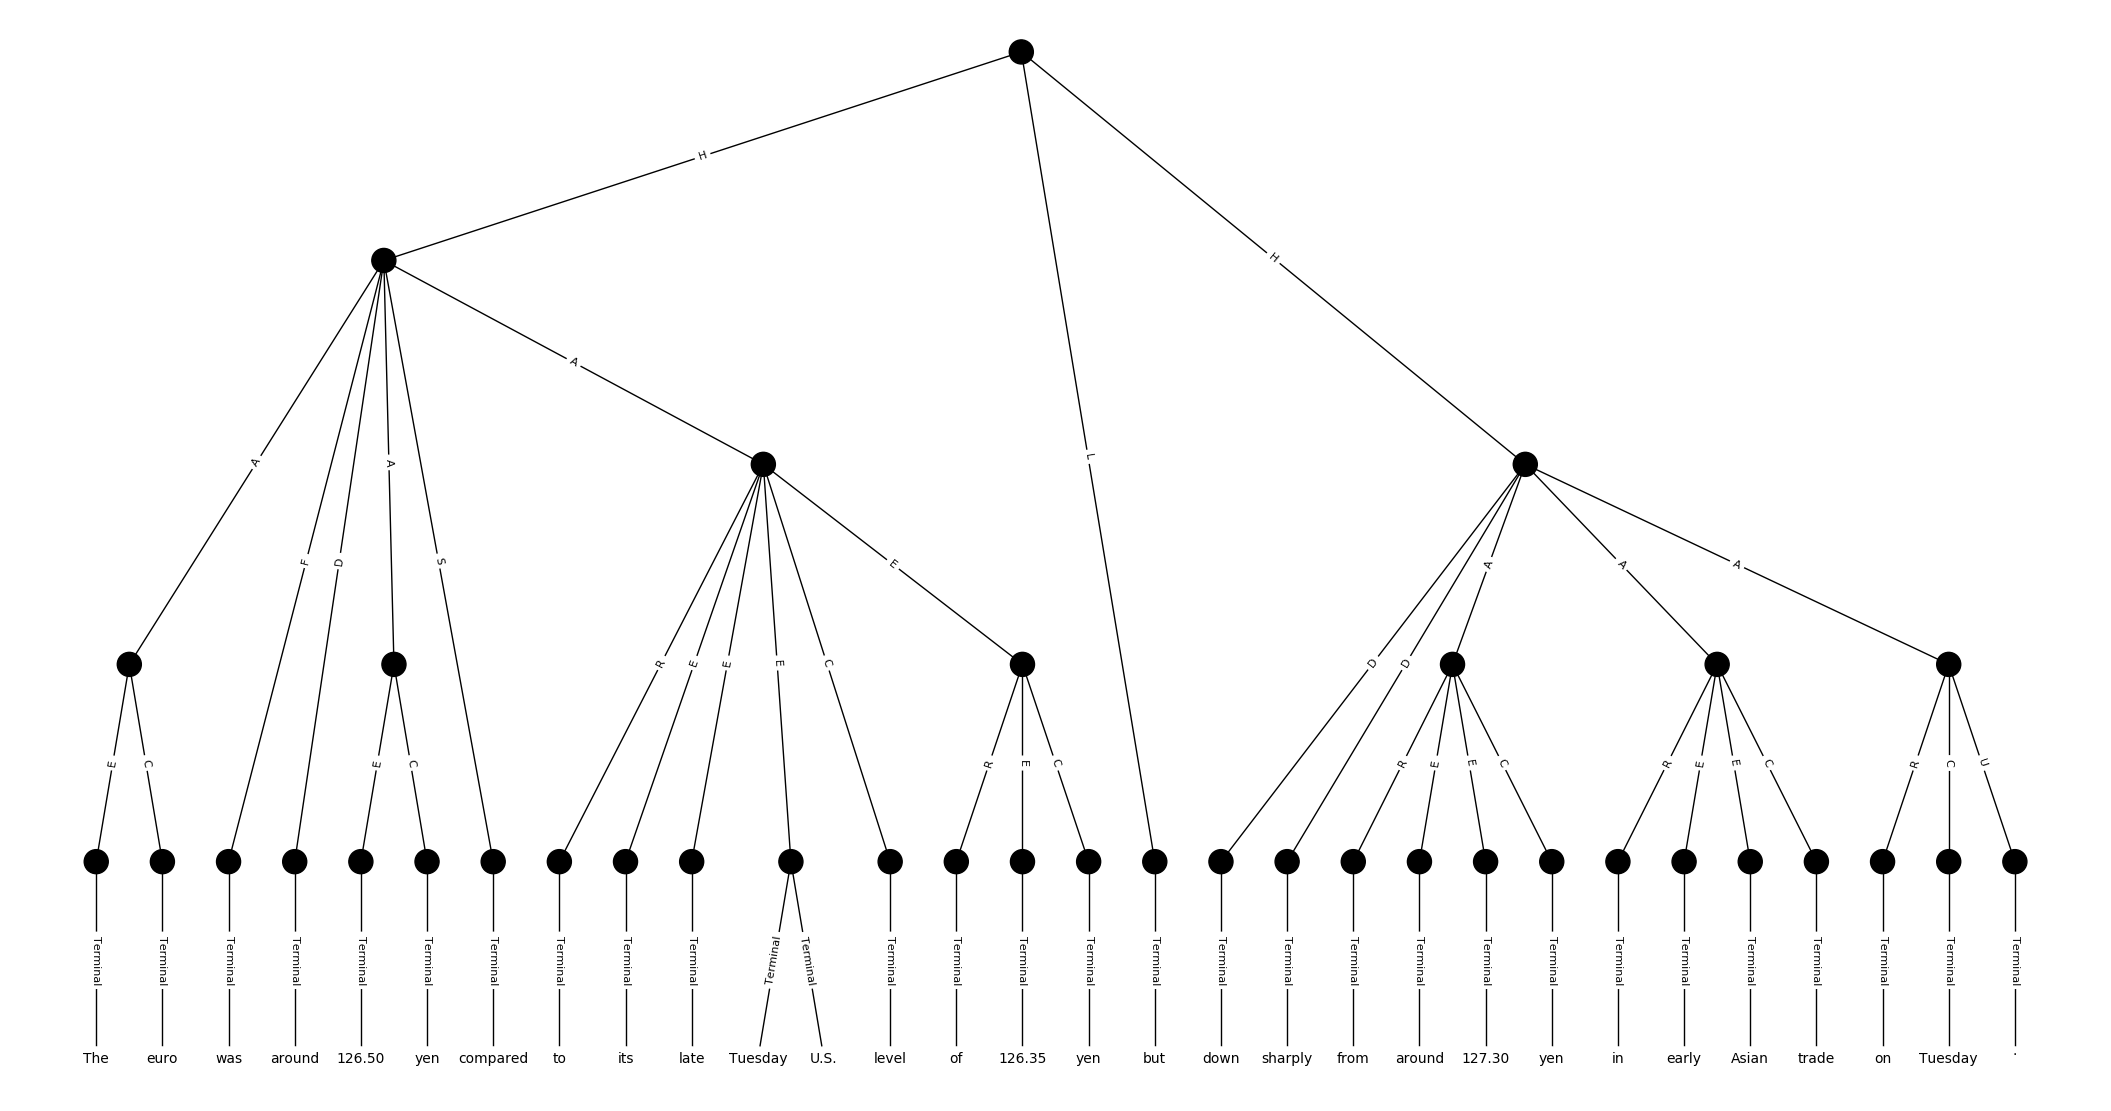 H
H
A
L
A
F
D
A
S
E
A
A
A
R
E
E
E
C
D
D
E
C
E
C
R
E
C
R
E
E
C
R
E
E
C
R
C
U
Terminal Terminal Terminal Terminal Terminal Terminal Terminal Terminal Terminal Terminal Terminal Terminal Terminal Terminal Terminal Terminal Terminal Terminal Terminal Terminal Terminal Terminal Terminal Terminal Terminal Terminal Terminal Terminal Terminal Terminal
The euro was around 126.50 yen compared to its late Tuesday U.S. level of 126.35 yen but down sharply from around 127.30 yen in early Asian trade on Tuesday .